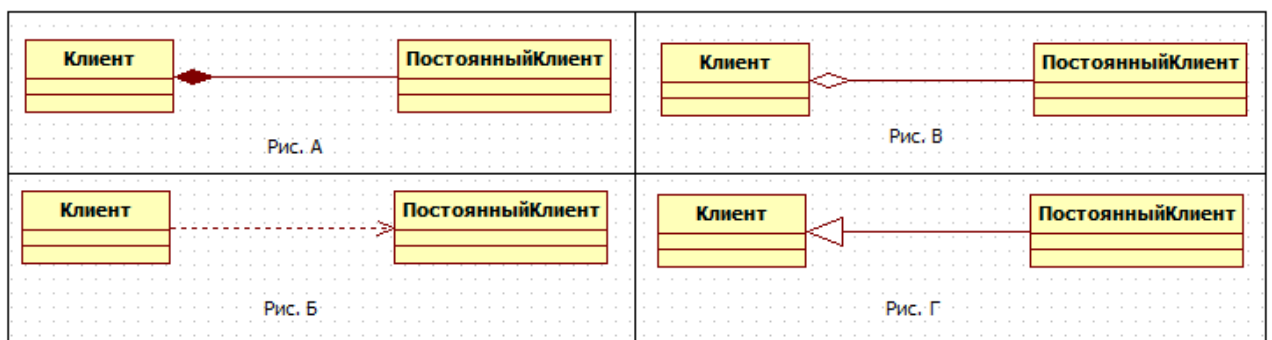 Клиент
ПостоянныйКлиент
Рис. А
Клиент
ПостоянныйКлиент
Рис. В
Клиент
ПостоянныйКлиент
Рис. Б
Клиент
ПостоянныйКлиент
Рис. Г